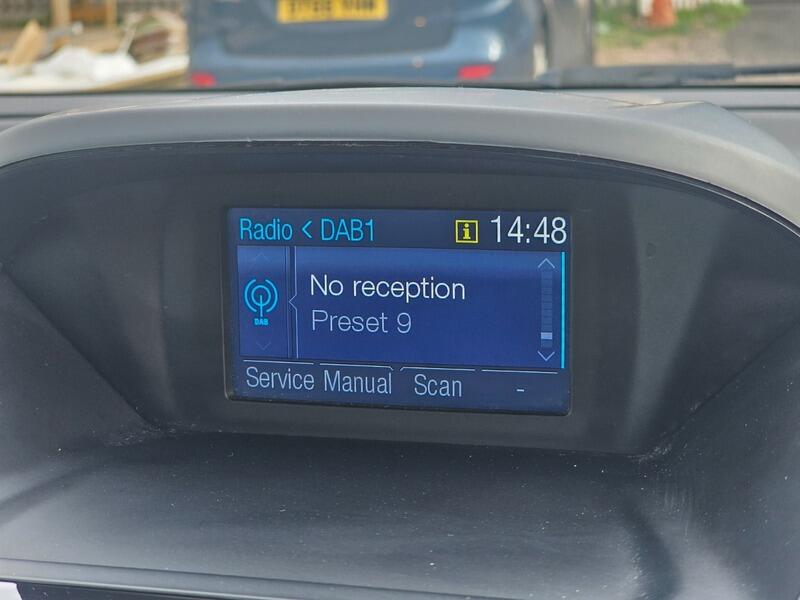 Radio < DAB1 i 14:48
DAB
No reception
Preset 9
Service Manual Scan -